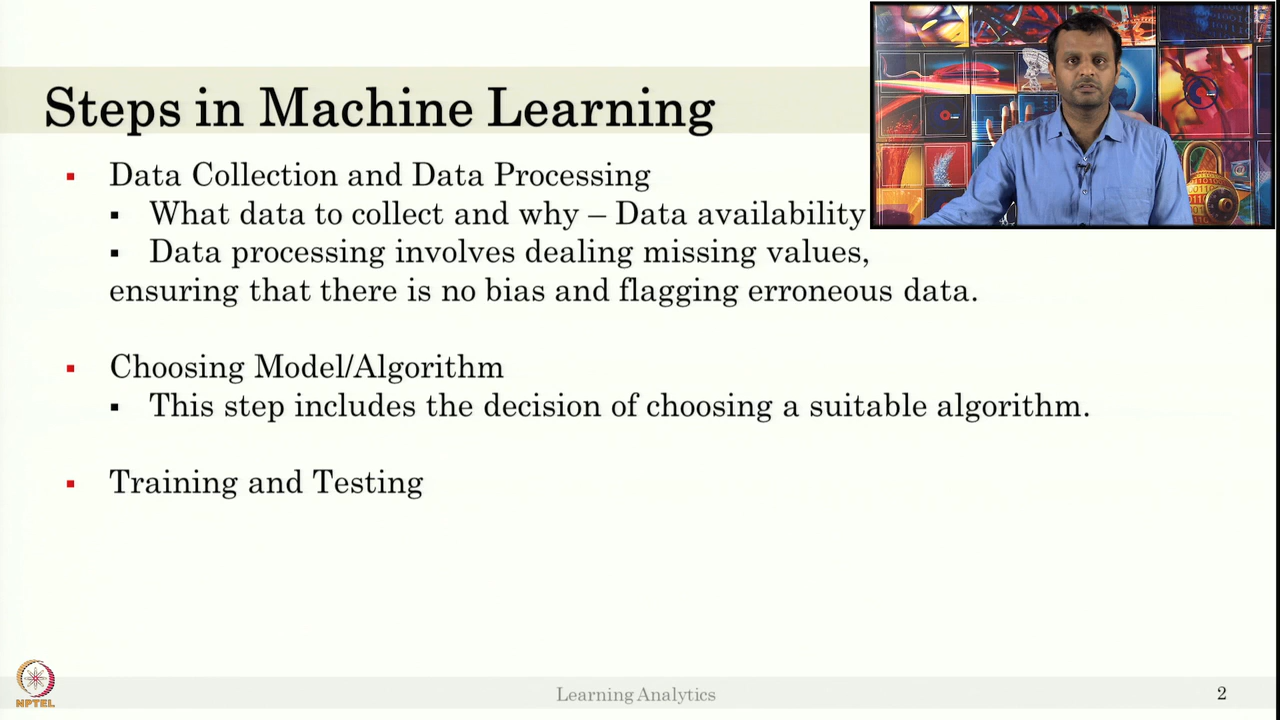 Steps in Machine Learning
Data Collection and Data Processing
What data to collect and why – Data availability
Data processing involves dealing missing values,
ensuring that there is no bias and flagging erroneous data.
Choosing Model/Algorithm
This step includes the decision of choosing a suitable algorithm.
Training and Testing
NPTEL
Learning Analytics
2